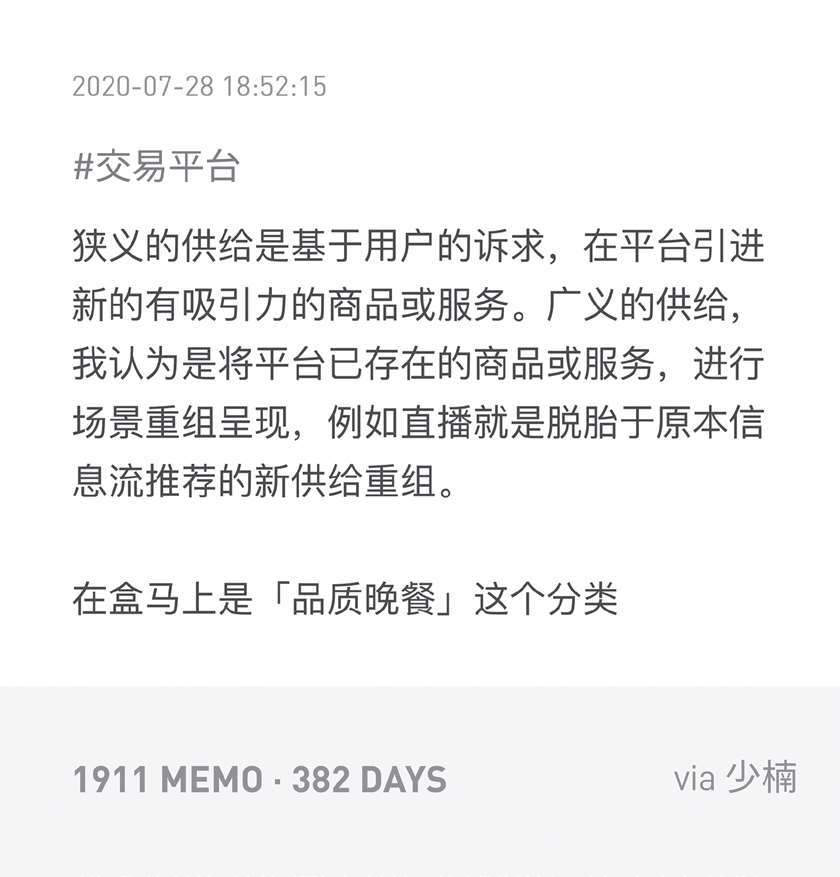 2020-07-28 18:52:15
#交易平台
狭义的供给是基于用户的诉求，在平台引进
新的有吸引力的商品或服务。广义的供给，
我认为是将平台已存在的商品或服务，进行
场景重组呈现，例如直播就是脱胎于原本信
息流推荐的新供给重组。
在盒马上是「品质晚餐」这个分类
1911 MEMO · 382 DAYS
via 少楠